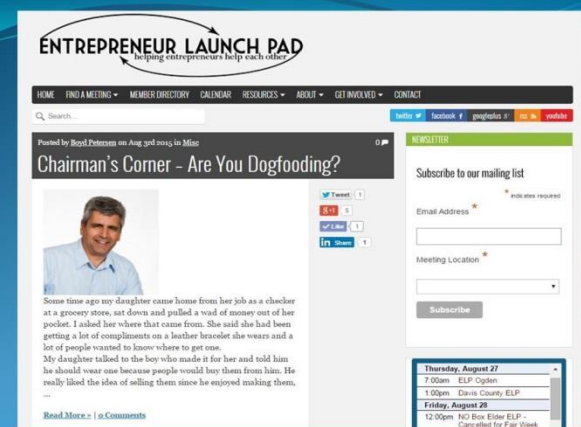 ENTREPRENEUR LAUNCH PAD
helping entrepreneurs help each other
HOME FIND A MEETING MEMBER DIRECTORY CALENDAR RESOURCES ABOUT GET INVOLVED CONTACT
Search...
twitter facebook f googleplus g+ rss youtube
Posted by Boyd Petersen on Aug 3rd 2015 in Misc 0
Chairman's Corner – Are You Dogfooding?
Tweet 1
g+1 5
Like 1
in Share 1
Some time ago my daughter came home from her job as a checker
at a grocery store, sat down and pulled a wad of money out of her
pocket. I asked her where that came from. She said she had been
getting a lot of compliments on a leather bracelet she wears and a
lot of people wanted to know where to get one.
My daughter talked to the boy who made it for her and told him
he should wear one because people would buy them from him. He
really liked the idea of selling them since he enjoyed making them,
...
Read More » | 0 Comments
NEWSLETTER
Subscribe to our mailing list
* indicates required
Email Address *
Meeting Location *
Subscribe
Thursday, August 27
7:00am ELP Ogden
1:00pm Davis County ELP
Friday, August 28
12:00pm NO Box Elder ELP -
Cancelled for Fair Week